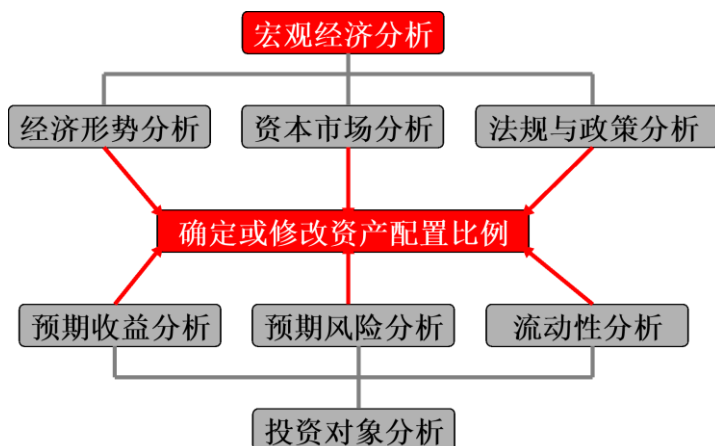 宏观经济分析
经济形势分析
资本市场分析
法规与政策分析
确定或修改资产配置比例
预期收益分析
预期风险分析
流动性分析
投资对象分析